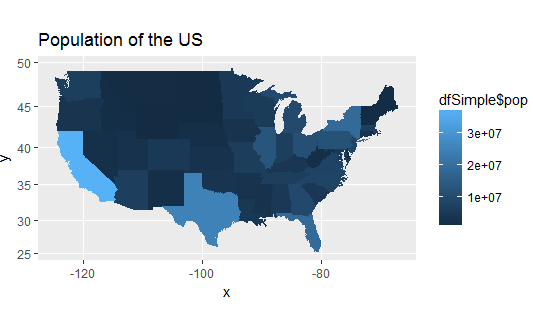 Population of the US
50
45
40
35
30
25
y
-120
-100
-80
x
dfSimple$pop
3e+07
2e+07
1e+07